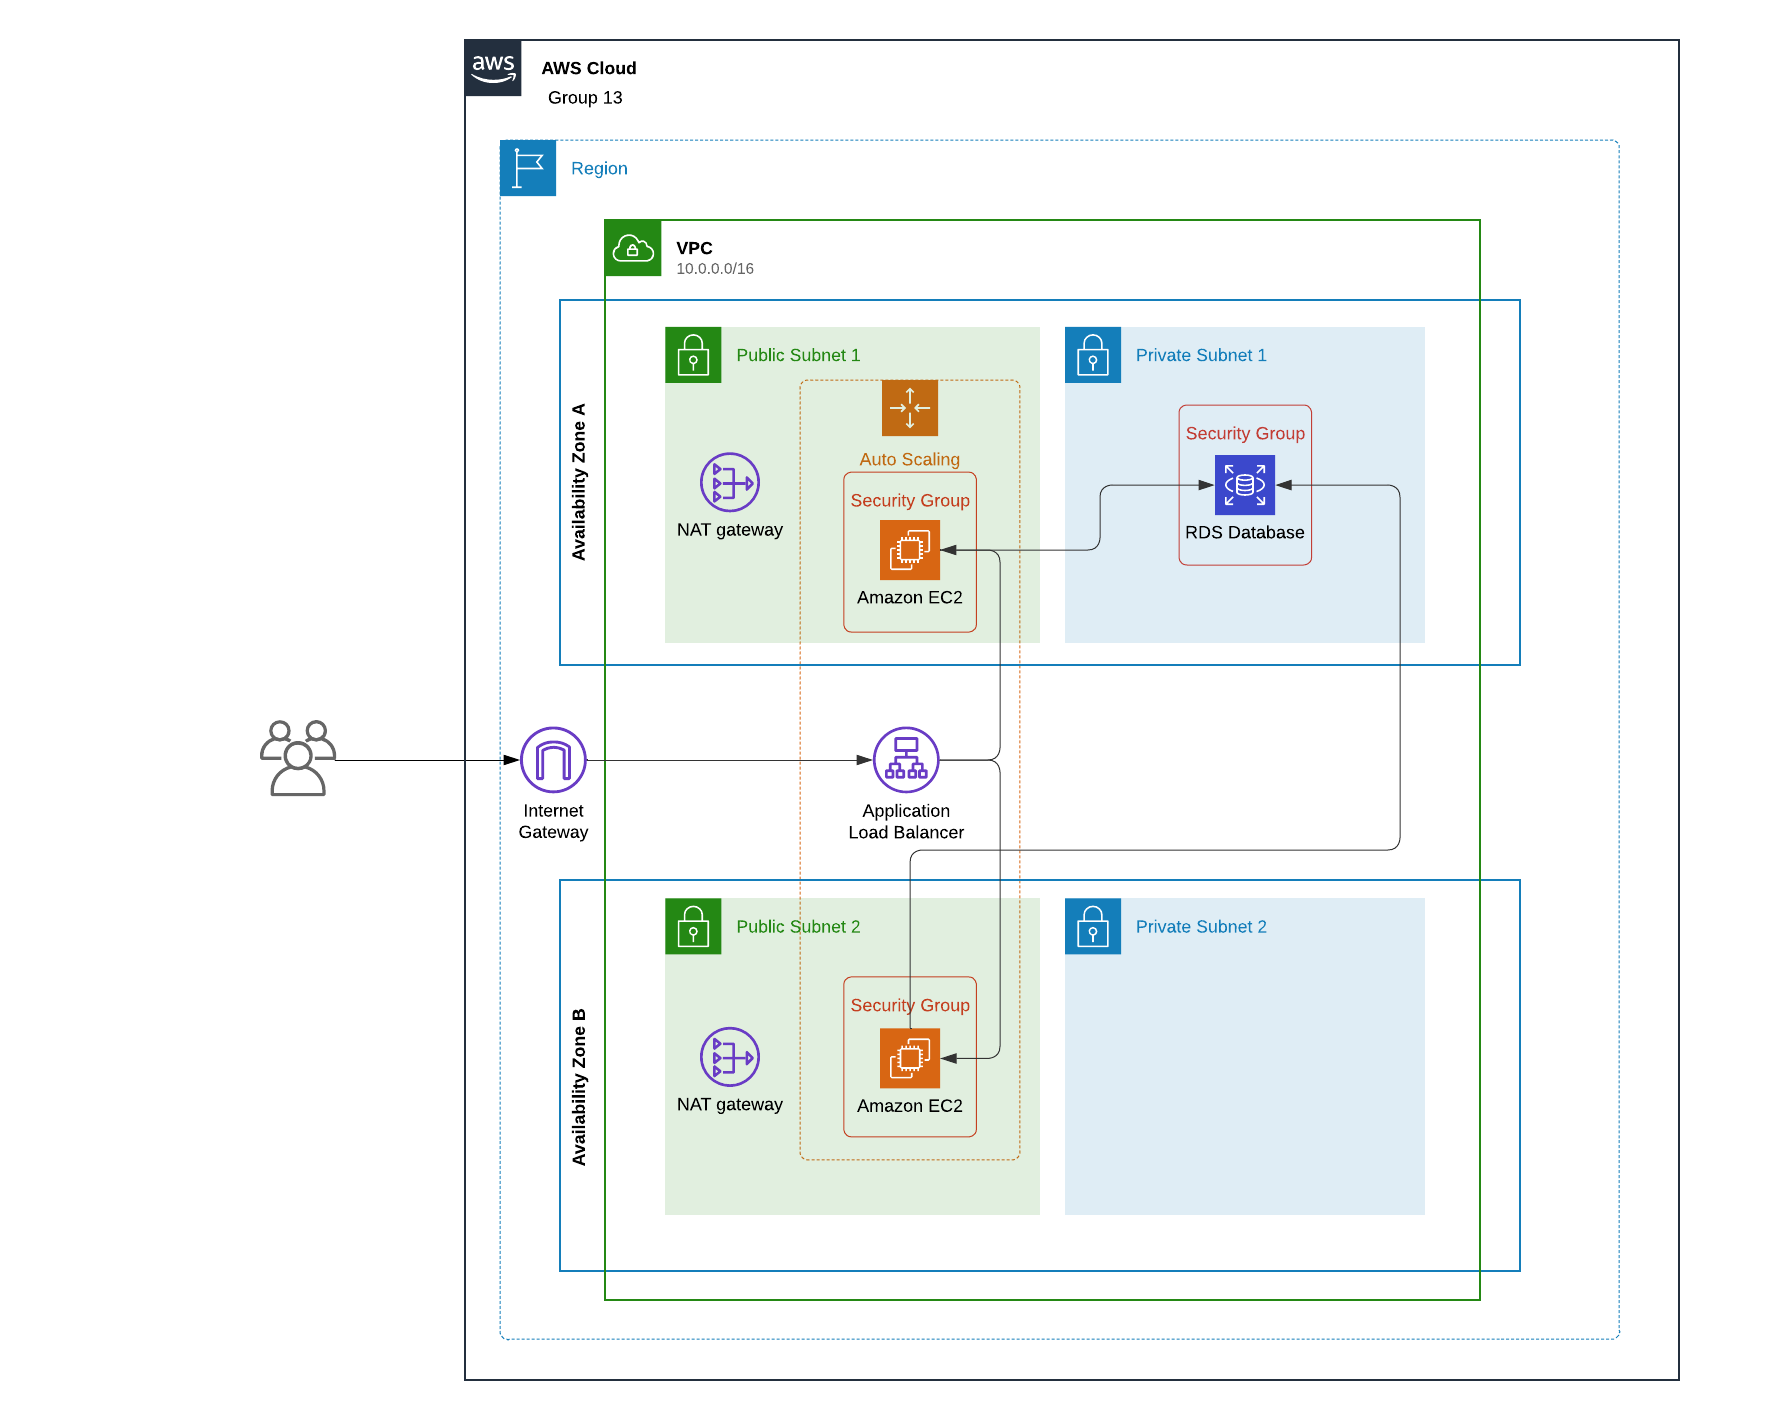 aws
AWS Cloud
Group 13
Region
VPC
10.0.0.0/16
Availability Zone A
Public Subnet 1
Private Subnet 1
Auto Scaling
Security Group
Security Group
NAT gateway
RDS Database
Amazon EC2
Internet
Gateway
Application
Load Balancer
Availability Zone B
Public Subnet 2
Private Subnet 2
Security Group
NAT gateway
Amazon EC2